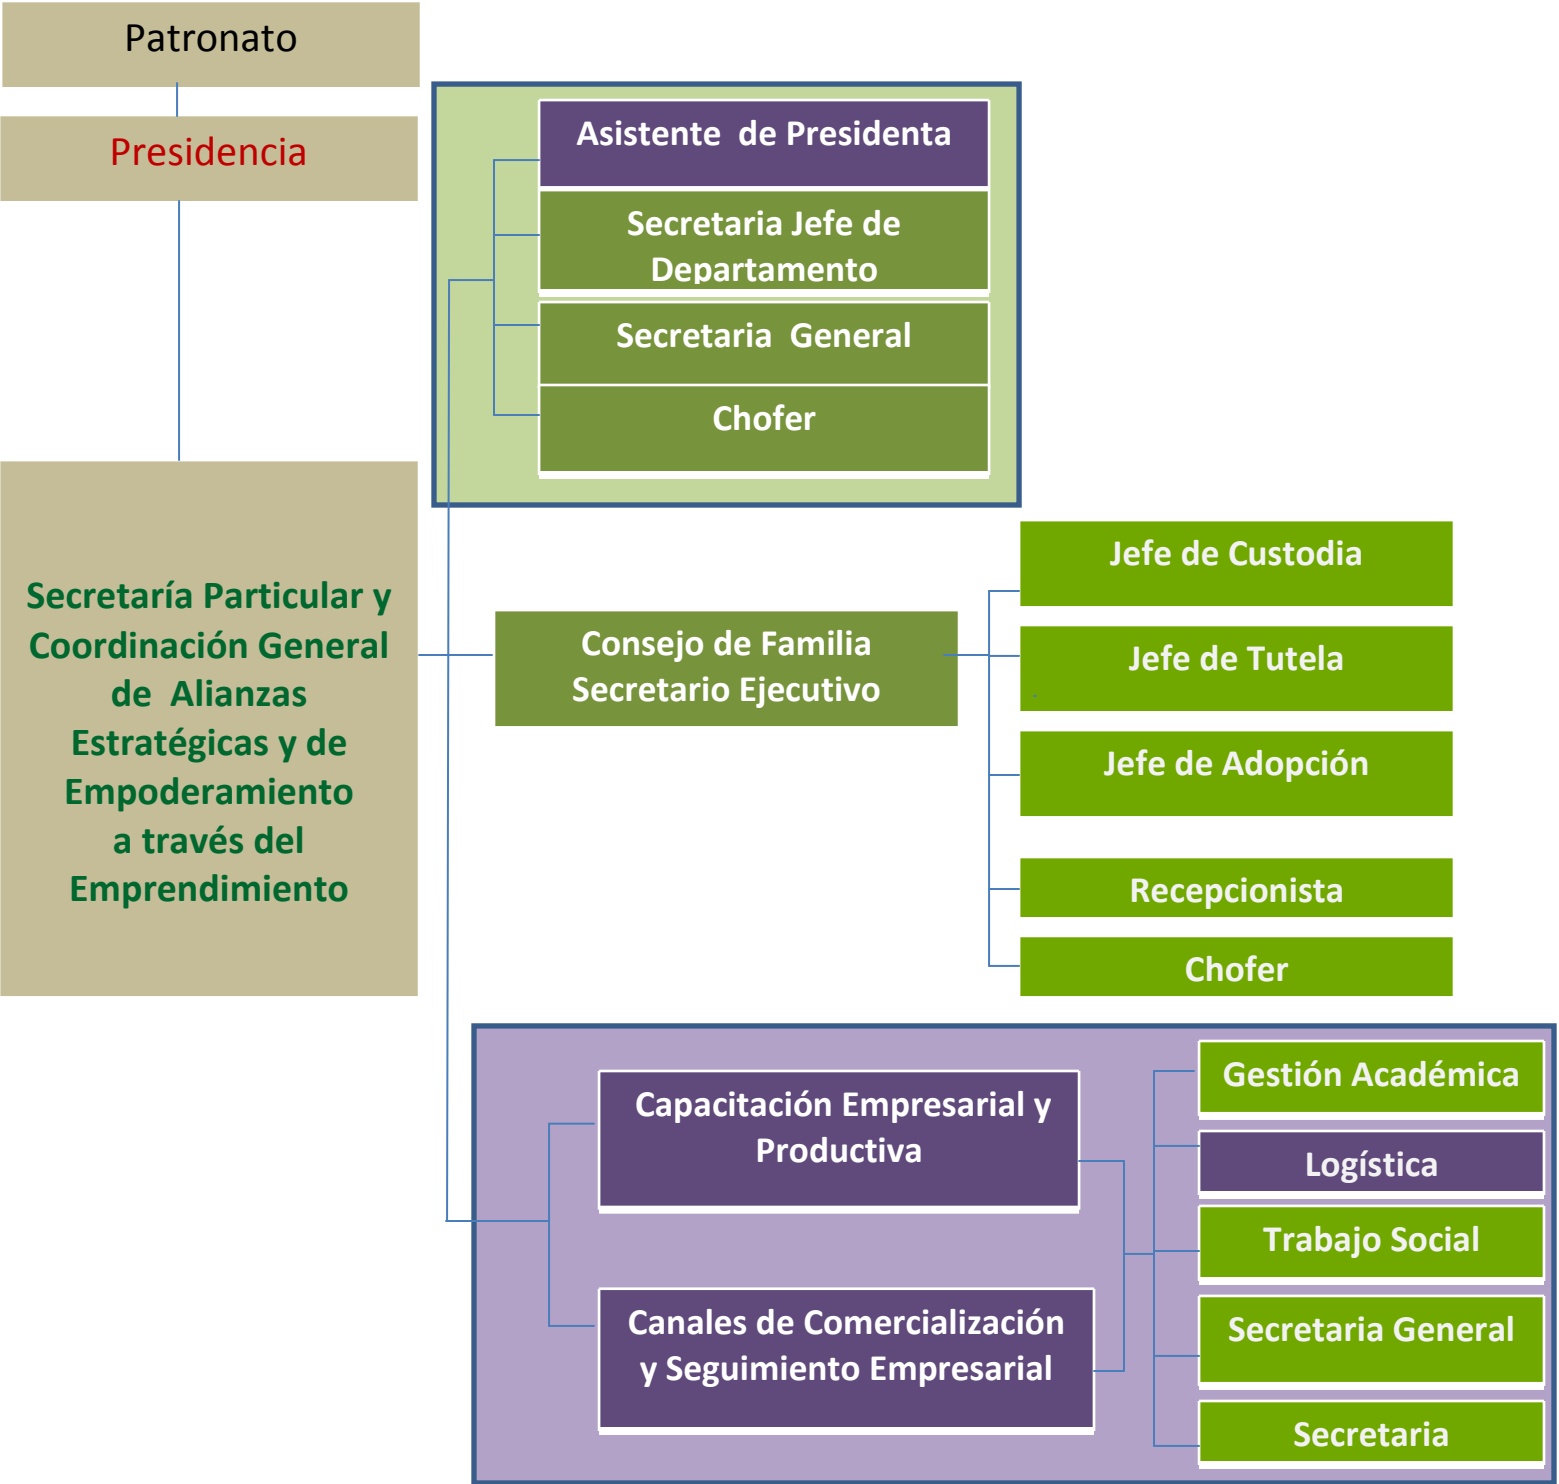 Patronato
Presidencia
Asistente de Presidenta
Secretaria Jefe de
Departamento
Secretaria General
Chofer
Secretaría Particular y
Coordinación General
de Alianzas
Estratégicas y de
Empoderamiento
a través del
Emprendimiento
Consejo de Familia
Secretario Ejecutivo
Jefe de Custodia
Jefe de Tutela
Jefe de Adopción
Recepcionista
Chofer
Capacitación Empresarial y
Productiva
Canales de Comercialización
y Seguimiento Empresarial
Gestión Académica
Logística
Trabajo Social
Secretaria General
Secretaria